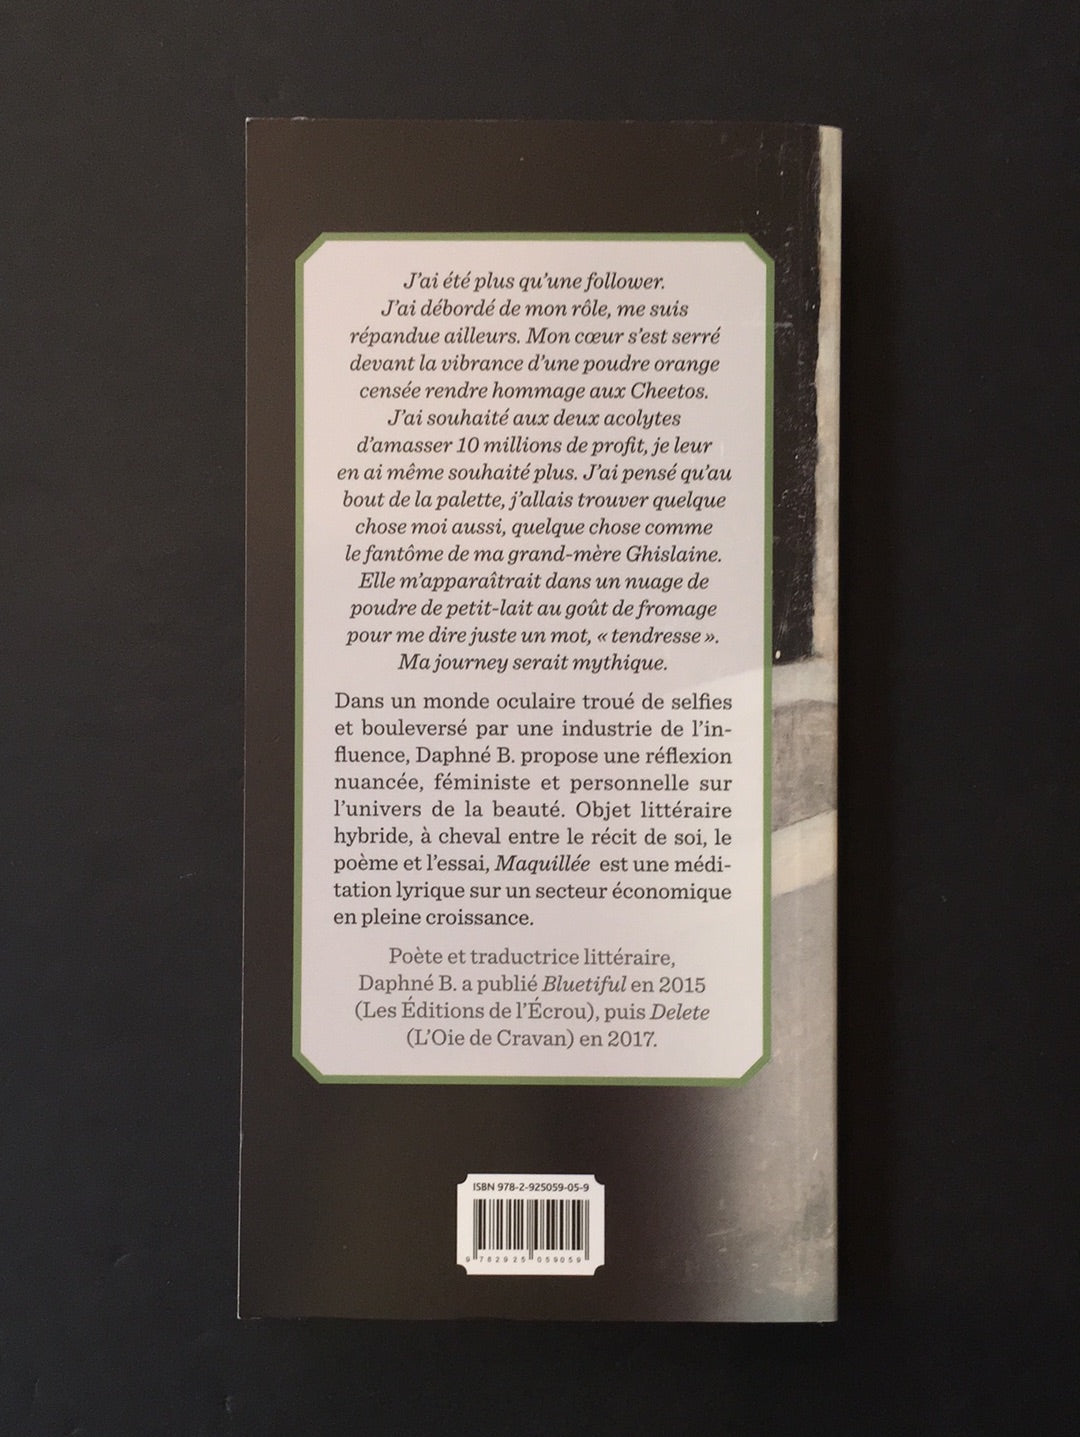 J'ai été plus qu'une follower.
J'ai débordé de mon rôle, me suis
répandue ailleurs. Mon cœur s'est serré
devant la vibrance d'une poudre orange
censée rendre hommage aux Cheetos.
J'ai souhaité aux deux acolytes
d'amasser 10 millions de profit, je leur
en ai même souhaité plus. J'ai pensé qu'au
bout de la palette, j'allais trouver quelque
chose moi aussi, quelque chose comme
le fantôme de ma grand-mère Ghislaine.
Elle m'apparaîtrait dans un nuage de
poudre de petit-lait au goût de fromage
pour me dire juste un mot, « tendresse ».
Ma journey serait mythique.
Dans un monde oculaire troué de selfies
et bouleversé par une industrie de l'in-
fluence, Daphné B. propose une réflexion
nuancée, féministe et personnelle sur
l'univers de la beauté. Objet littéraire
hybride, à cheval entre le récit de soi, le
poème et l'essai, Maquillée est une médi-
tation lyrique sur un secteur économique
en pleine croissance.
Poète et traductrice littéraire,
Daphné B. a publié Bluetiful en 2015
(Les Éditions de l'Écrou), puis Delete
(L'Oie de Cravan) en 2017.
ISBN 978-2-925059-05-9
9 782925 059059